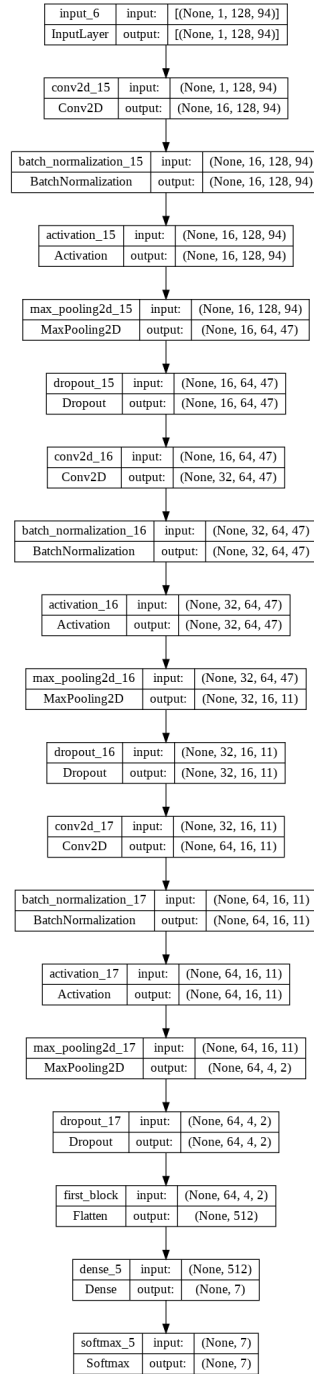 input_6 input: [(None, 1, 128, 94)]
InputLayer output: [(None, 1, 128, 94)]
conv2d_15 input: (None, 1, 128, 94)
Conv2D output: (None, 16, 128, 94)
batch_normalization_15 input: (None, 16, 128, 94)
BatchNormalization output: (None, 16, 128, 94)
activation_15 input: (None, 16, 128, 94)
Activation output: (None, 16, 128, 94)
max_pooling2d_15 input: (None, 16, 128, 94)
MaxPooling2D output: (None, 16, 64, 47)
dropout_15 input: (None, 16, 64, 47)
Dropout output: (None, 16, 64, 47)
conv2d_16 input: (None, 16, 64, 47)
Conv2D output: (None, 32, 64, 47)
batch_normalization_16 input: (None, 32, 64, 47)
BatchNormalization output: (None, 32, 64, 47)
activation_16 input: (None, 32, 64, 47)
Activation output: (None, 32, 64, 47)
max_pooling2d_16 input: (None, 32, 64, 47)
MaxPooling2D output: (None, 32, 16, 11)
dropout_16 input: (None, 32, 16, 11)
Dropout output: (None, 32, 16, 11)
conv2d_17 input: (None, 32, 16, 11)
Conv2D output: (None, 64, 16, 11)
batch_normalization_17 input: (None, 64, 16, 11)
BatchNormalization output: (None, 64, 16, 11)
activation_17 input: (None, 64, 16, 11)
Activation output: (None, 64, 16, 11)
max_pooling2d_17 input: (None, 64, 16, 11)
MaxPooling2D output: (None, 64, 4, 2)
dropout_17 input: (None, 64, 4, 2)
Dropout output: (None, 64, 4, 2)
first_block input: (None, 64, 4, 2)
Flatten output: (None, 512)
dense_5 input: (None, 512)
Dense output: (None, 7)
softmax_5 input: (None, 7)
Softmax output: (None, 7)